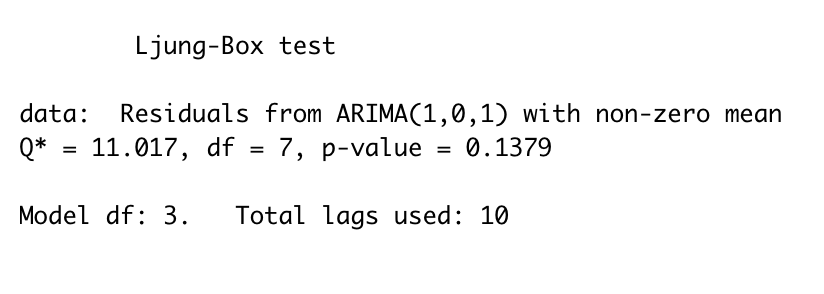 Ljung-Box test
data:  Residuals from ARIMA(1,0,1) with non-zero mean
Q* = 11.017, df = 7, p-value = 0.1379
Model df: 3.   Total lags used: 10